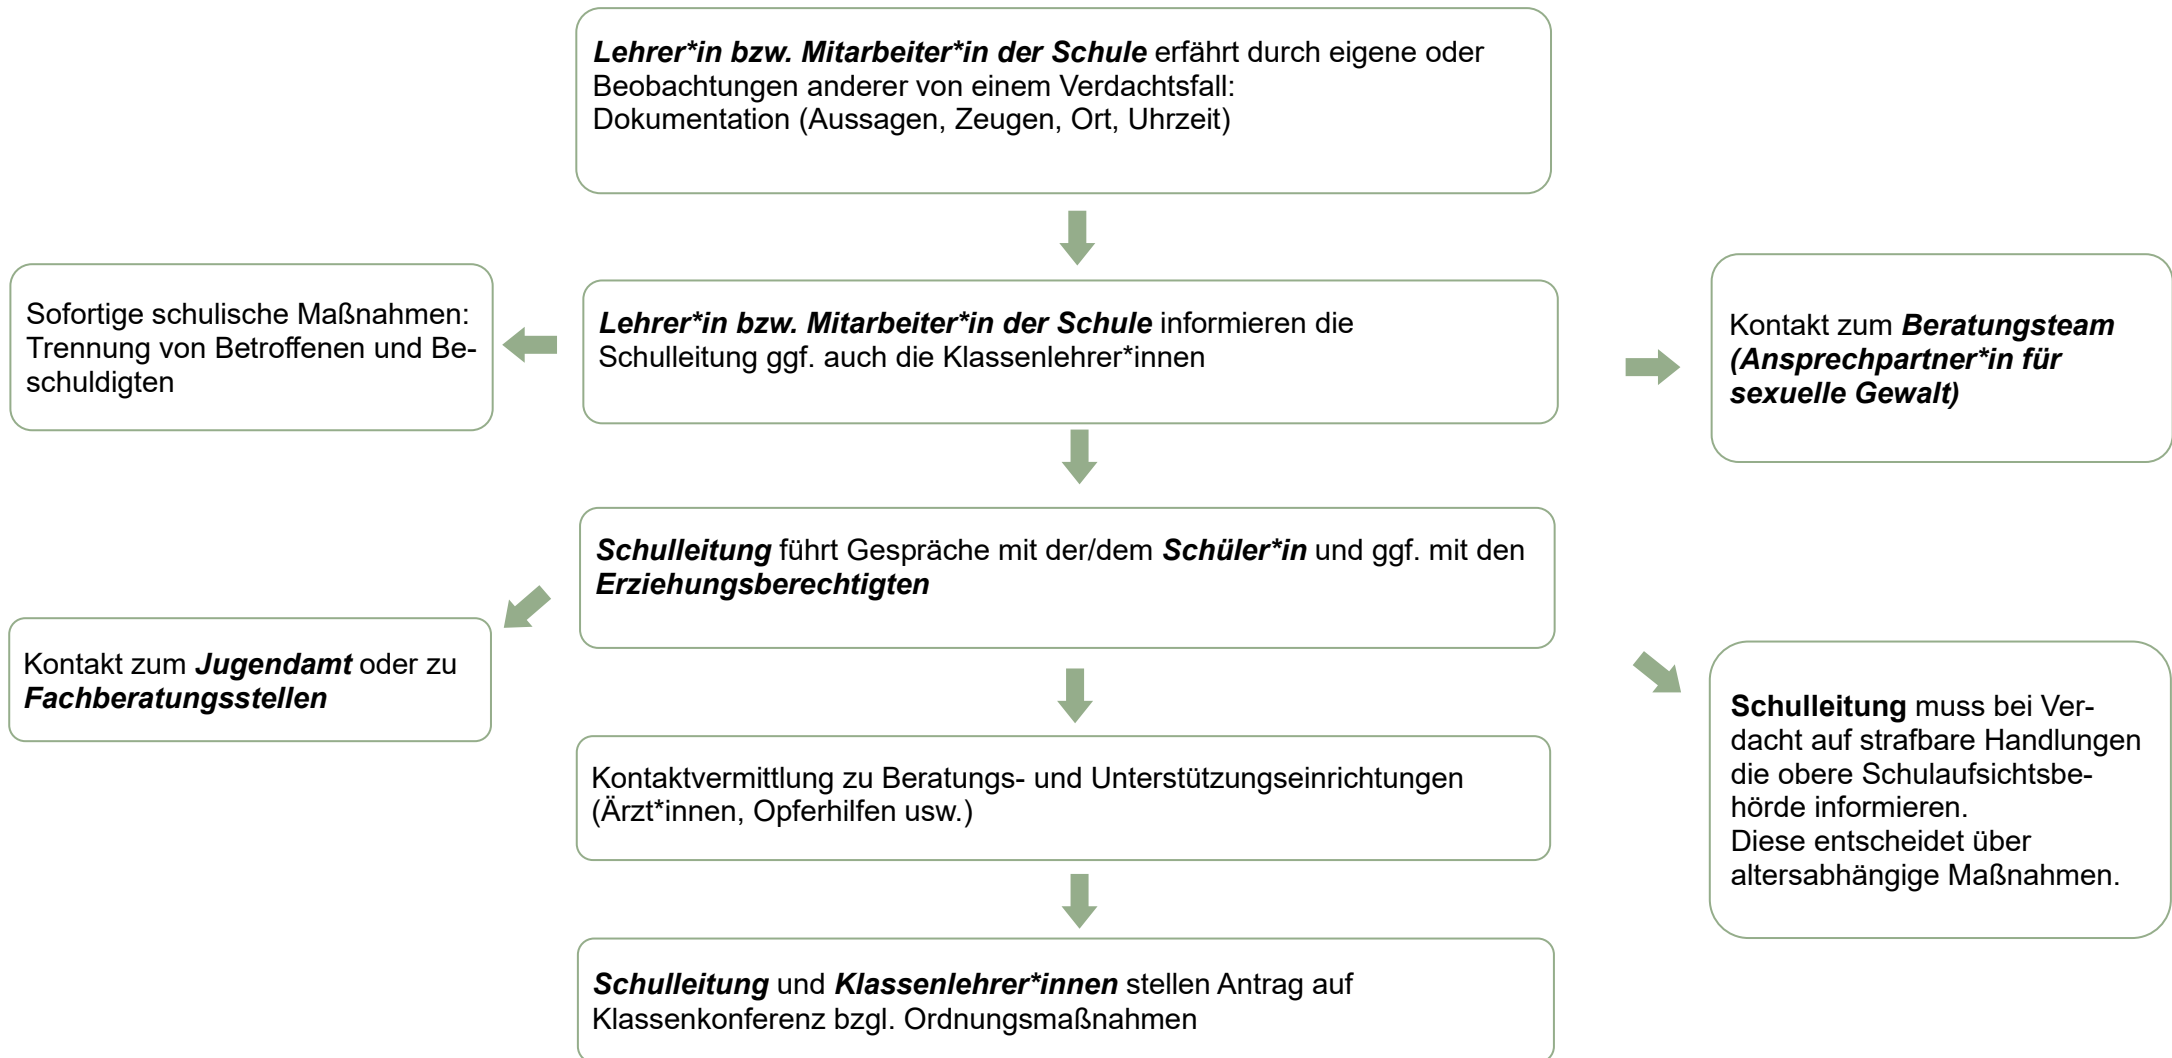 Lehrer*in bzw. Mitarbeiter*in der Schule erfährt durch eigene oder
Beobachtungen anderer von einem Verdachtsfall:
Dokumentation (Aussagen, Zeugen, Ort, Uhrzeit)
Sofortige schulische Maßnahmen:
Trennung von Betroffenen und Be-
schuldigten
Lehrer*in bzw. Mitarbeiter*in der Schule informieren die
Schulleitung ggf. auch die Klassenlehrer*innen
Kontakt zum Beratungsteam
(Ansprechpartner*in für
sexuelle Gewalt)
Schulleitung führt Gespräche mit der/dem Schüler*in und ggf. mit den
Erziehungsberechtigten
Kontakt zum Jugendamt oder zu
Fachberatungsstellen
Schulleitung muss bei Ver-
dacht auf strafbare Handlungen
die obere Schulaufsichtsbe-
hörde informieren.
Diese entscheidet über
altersabhängige Maßnahmen.
Kontaktvermittlung zu Beratungs- und Unterstützungseinrichtungen
(Ärzt*innen, Opferhilfen usw.)
Schulleitung und Klassenlehrer*innen stellen Antrag auf
Klassenkonferenz bzgl. Ordnungsmaßnahmen